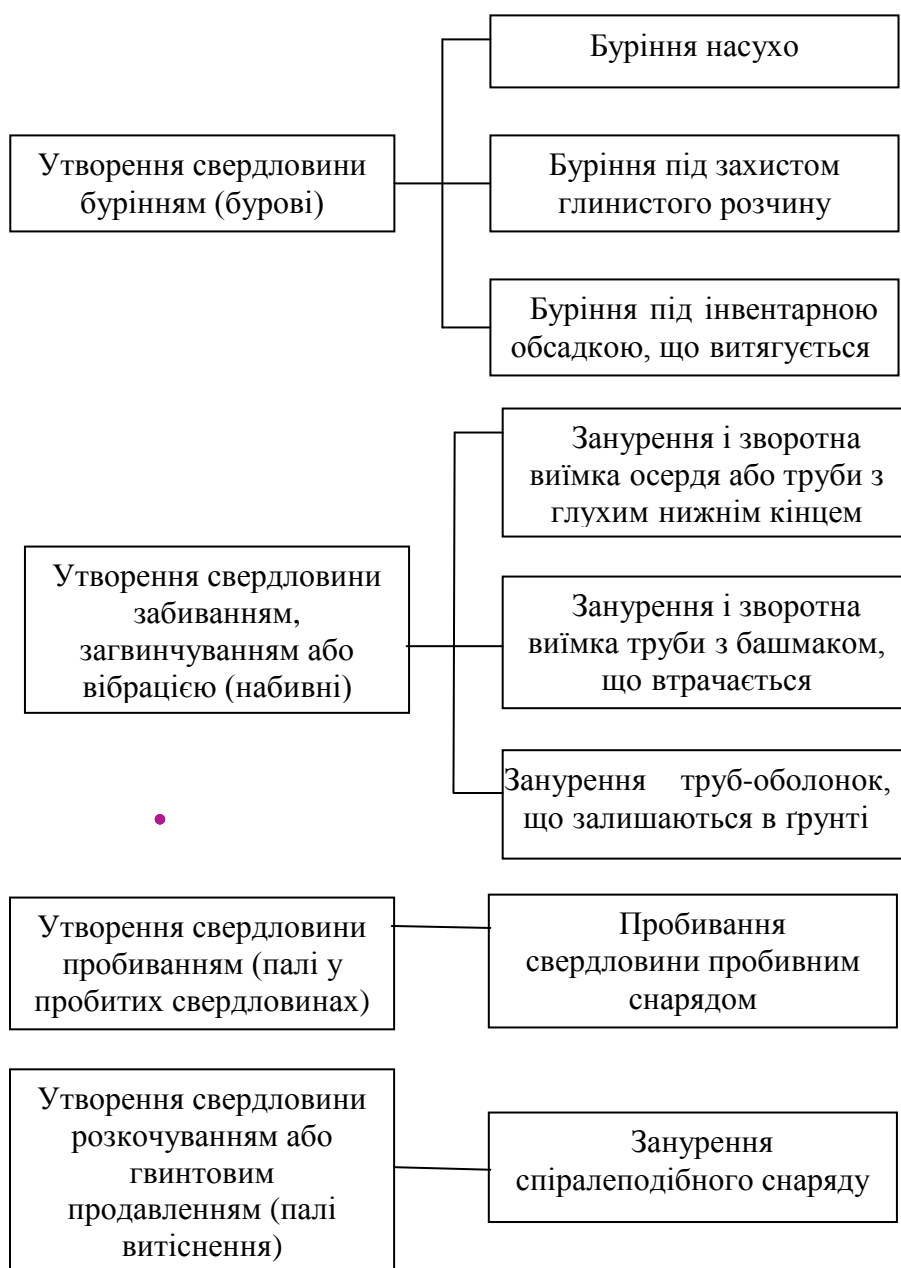 Буріння насухо
Утворення свердловини
бурінням (бурові)
Буріння під захистом
глинистого розчину
Буріння під інвентарною
обсадкою, що витягується
Занурення і зворотна
виїмка осердя або труби з
глухим нижнім кінцем
Утворення свердловини
забиванням,
загвинчуванням або
вібрацією (набивні)
Занурення і зворотна
виїмка труби з башмаком,
що втрачається
Занурення труб-оболонок,
що залишаються в ґрунті
Утворення свердловини
пробиванням (палі у
пробитих свердловинах)
Пробивання
свердловини пробивним
снарядом
Утворення свердловини
розкочуванням або
гвинтовим
продавленням (палі
витіснення)
Занурення
спіралеподібного снаряду